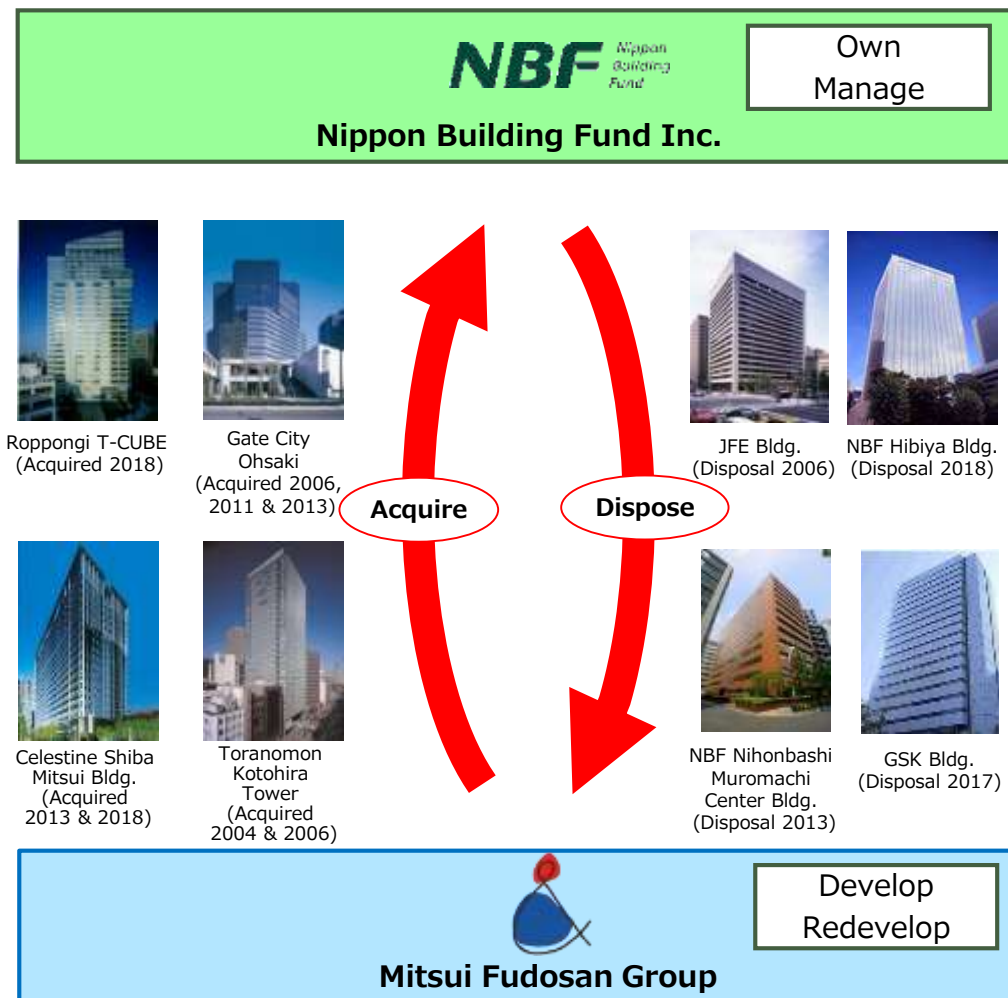 NBF
Nippon
Building
Fund
Own
Manage
Nippon Building Fund Inc.
Roppongi T-CUBE
(Acquired 2018)
Gate City
Ohsaki
(Acquired 2006,
2011 & 2013)
JFE Bldg.
(Disposal 2006)
NBF Hibiya Bldg.
(Disposal 2018)
Acquire
Dispose
Celestine Shiba
Mitsui Bldg.
(Acquired
2013 & 2018)
Toranomon
Kotohira
Tower
(Acquired
2004 & 2006)
NBF Nihonbashi
Muromachi
Center Bldg.
(Disposal 2013)
GSK Bldg.
(Disposal 2017)
Develop
Redevelop
Mitsui Fudosan Group